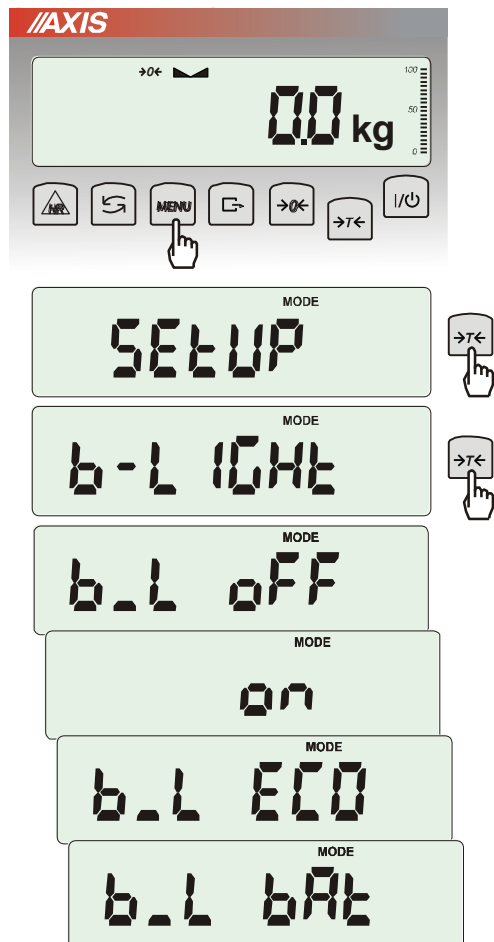 AXIS
→0← 100
50
0.0 kg
0
HR MENU →0← →T← I/⏻
MODE
SEtUP →T←
MODE
b-LIGHt →T←
MODE
b_L oFF
MODE
on
MODE
b_L ECO
MODE
b_L bAt